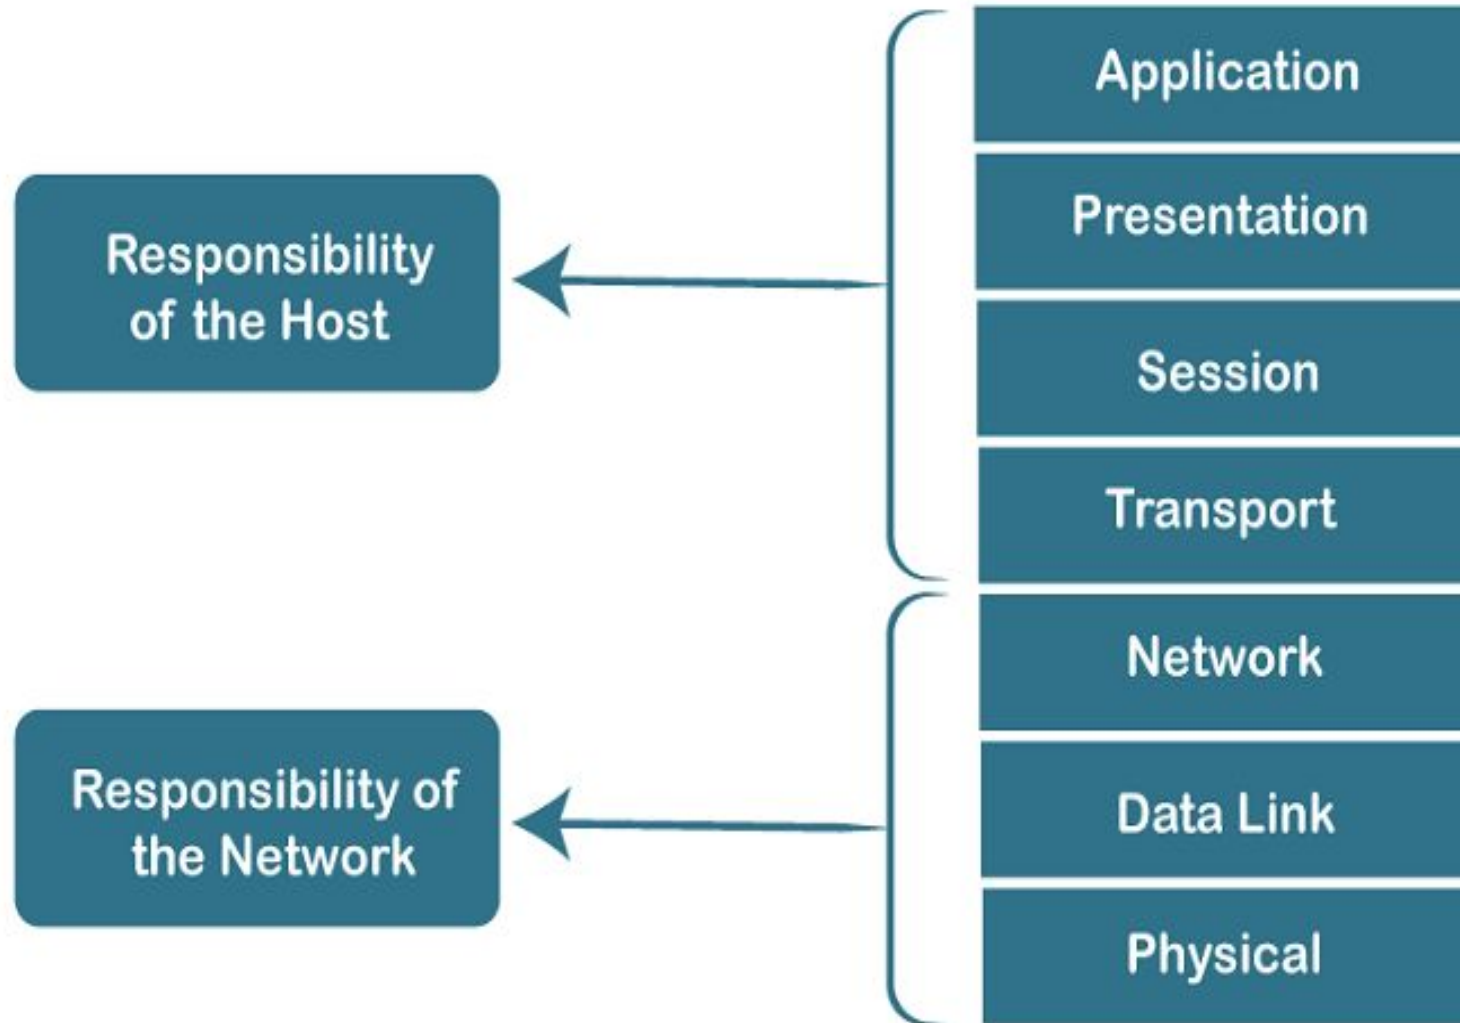 Application
Presentation
Session
Transport
Network
Data Link
Physical
Responsibility
of the Host
Responsibility of
the Network